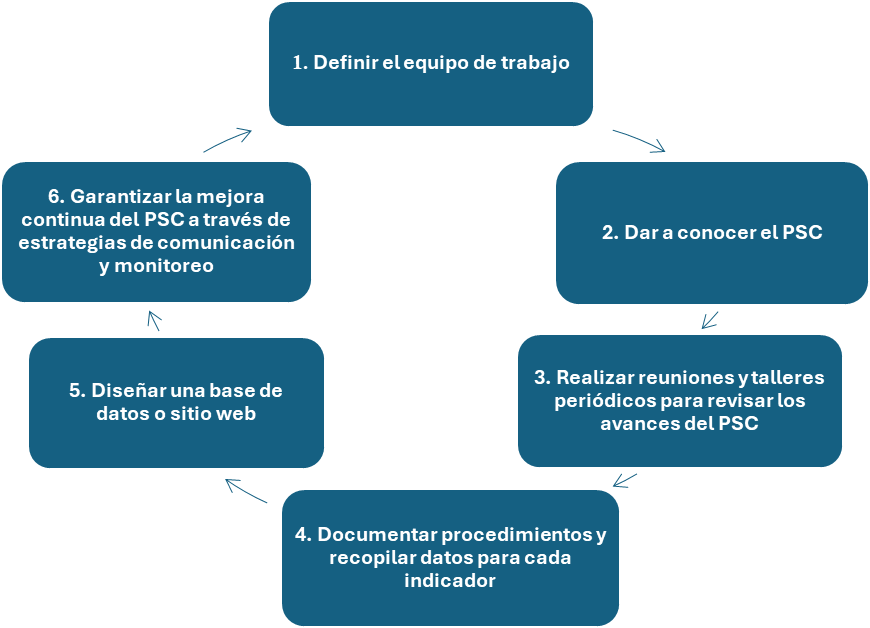 1. Definir el equipo de trabajo
2. Dar a conocer el PSC
3. Realizar reuniones y talleres
periódicos para revisar los
avances del PSC
4. Documentar procedimientos y
recopilar datos para cada
indicador
5. Diseñar una base de
datos o sitio web
6. Garantizar la mejora
continua del PSC a través de
estrategias de comunicación
y monitoreo